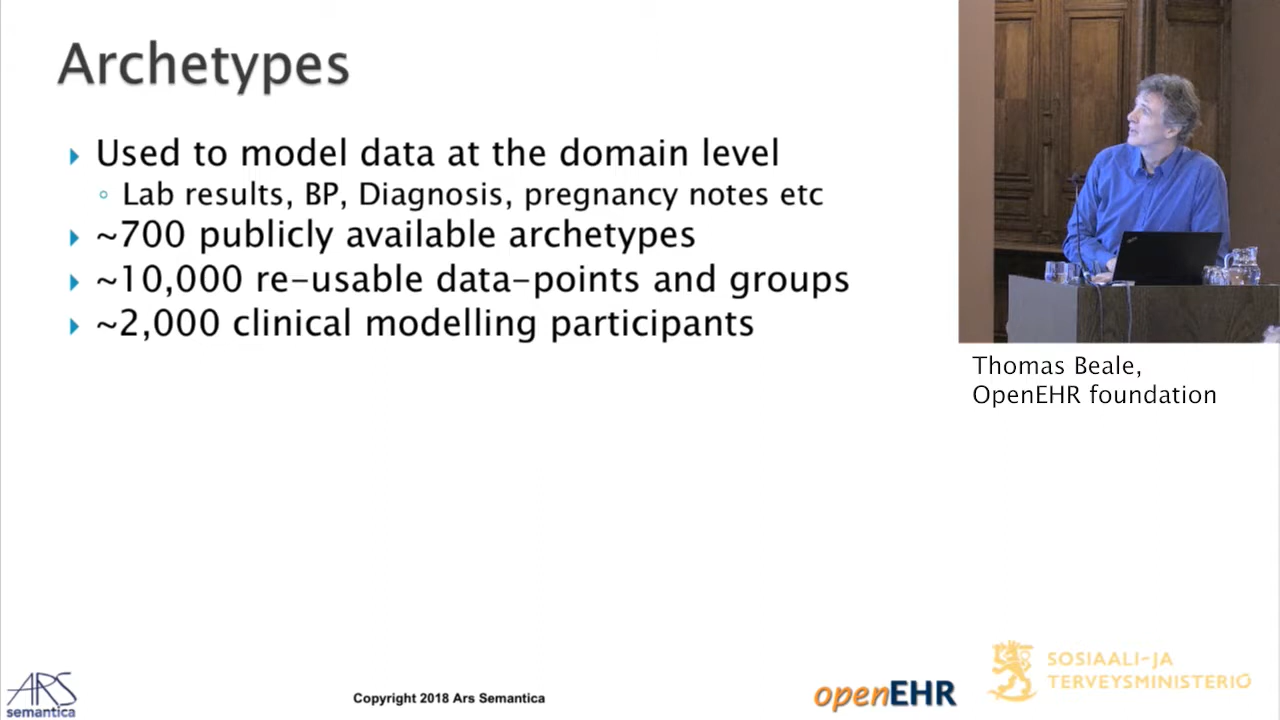 Archetypes
Used to model data at the domain level
Lab results, BP, Diagnosis, pregnancy notes etc
~700 publicly available archetypes
~10,000 re-usable data-points and groups
~2,000 clinical modelling participants
Thomas Beale,
OpenEHR foundation
ARS
semantica
Copyright 2018 Ars Semantica
openEHR
SOSIAALI-JA
TERVEYSMINISTERIÖ